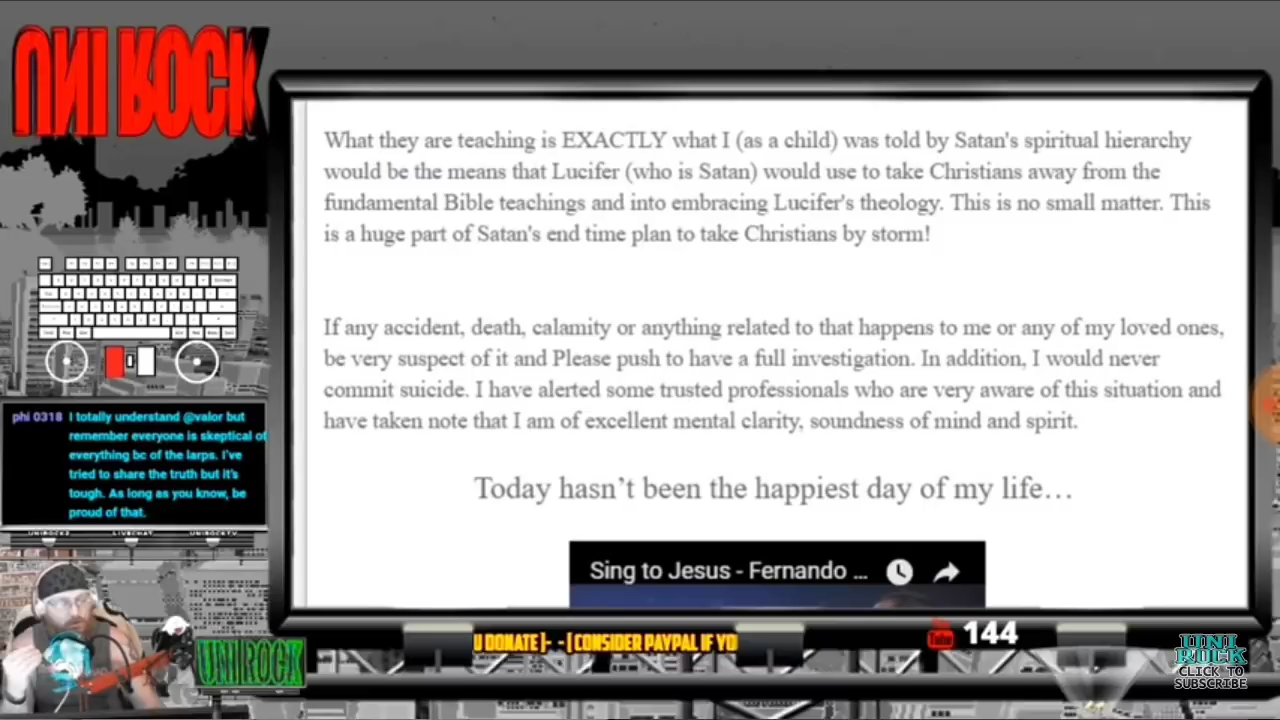 UNI ROCK
What they are teaching is EXACTLY what I (as a child) was told by Satan's spiritual hierarchy
would be the means that Lucifer (who is Satan) would use to take Christians away from the
fundamental Bible teachings and into embracing Lucifer's theology. This is no small matter. This
is a huge part of Satan's end time plan to take Christians by storm!
If any accident, death, calamity or anything related to that happens to me or any of my loved ones,
be very suspect of it and Please push to have a full investigation. In addition, I would never
commit suicide. I have alerted some trusted professionals who are very aware of this situation and
have taken note that I am of excellent mental clarity, soundness of mind and spirit.
Today hasn't been the happiest day of my life…
Sing to Jesus - Fernando ...
phi 0318 I totally understand @valor but
remember everyone is skeptical of
everything bc of the larps. I've
tried to share the truth but it's
tough. As long as you know, be
proud of that.
UNIROCK2 LIVECHAT UNIROCKTV
UNI ROCK
U DONATE ]- -[ CONSIDER PAYPAL IF YO
144
UNI
ROCK
CLICK TO
SUBSCRIBE